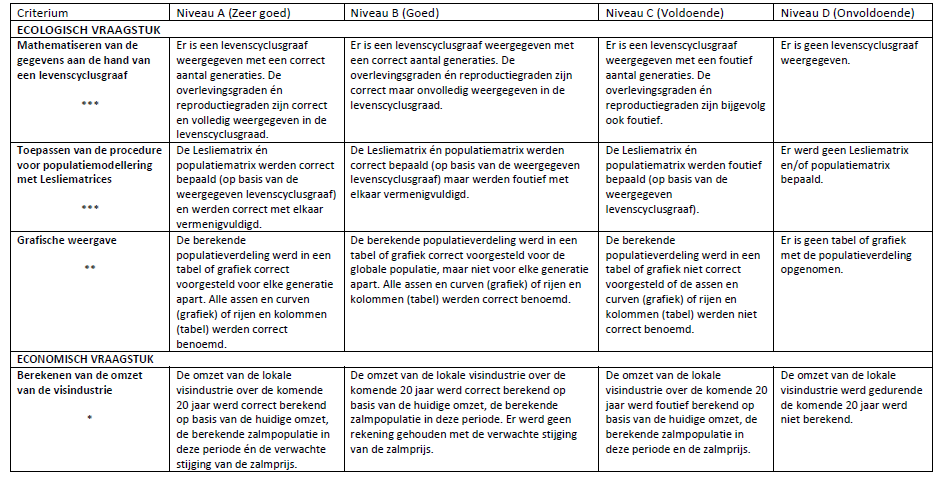 Criterium
Niveau A (Zeer goed)
Niveau B (Goed)
Niveau C (Voldoende)
Niveau D (Onvoldoende)
ECOLOGISCH VRAAGSTUK
Mathematiseren van de
gegevens aan de hand van
een levenscyclusgraaf
***
Er is een levenscyclusgraaf
weergegeven met een correct
aantal generaties. De
overlevingsgraden én
reproductiegraden zijn correct
en volledig weergegeven in de
levenscyclusgraad.
Er is een levenscyclusgraaf weergegeven met
een correct aantal generaties. De
overlevingsgraden én reproductiegraden zijn
correct maar onvolledig weergegeven in de
levenscyclusgraad.
Er is een levenscyclusgraaf
weergegeven met een foutief
aantal generaties. De
overlevingsgraden én
reproductiegraden zijn bijgevolg
ook foutief.
Er is geen levenscyclusgraaf
weergegeven.
Toepassen van de procedure
voor populatiemodellering
met Lesliematrices
***
De Lesliematrix én
populatiematrix werden correct
bepaald (op basis van de
weergegeven levenscyclusgraaf)
en werden correct met elkaar
vermenigvuldigd.
De Lesliematrix én populatiematrix werden
correct bepaald (op basis van de weergegeven
levenscyclusgraaf) maar werden foutief met
elkaar vermenigvuldigd.
De Lesliematrix én
populatiematrix werden foutief
bepaald (op basis van de
weergegeven
levenscyclusgraaf).
Er werd geen Lesliematrix
en/of populatiematrix
bepaald.
Grafische weergave
**
De berekende
populatieverdeling werd in een
tabel of grafiek correct
voorgesteld voor elke generatie
apart. Alle assen en curven
(grafiek) of rijen en kolommen
(tabel) werden correct
benoemd.
De berekende populatieverdeling werd in een
tabel of grafiek correct voorgesteld voor de
globale populatie, maar niet voor elke generatie
apart. Alle assen en curven (grafiek) of rijen en
kolommen (tabel) werden correct benoemd.
De berekende
populatieverdeling werd in een
tabel of grafiek niet correct
voorgesteld of de assen en
curven (grafiek) of rijen en
kolommen (tabel) werden niet
correct benoemd.
Er is geen tabel of grafiek
met de populatieverdeling
opgenomen.
ECONOMISCH VRAAGSTUK
Berekenen van de omzet
van de visindustrie
*
De omzet van de lokale
visindustrie over de komende
20 jaar werd correct berekend
op basis van de huidige omzet,
de berekende zalmpopulatie in
deze periode én de verwachte
stijging van de zalmprijs.
De omzet van de lokale visindustrie over de
komende 20 jaar werd correct berekend op
basis van de huidige omzet, de berekende
zalmpopulatie in deze periode. Er werd geen
rekening gehouden met de verwachte stijging
van de zalmprijs.
De omzet van de lokale
visindustrie over de komende 20
jaar werd foutief berekend op
basis van de huidige omzet, de
berekende zalmpopulatie in
deze periode en de zalmprijs.
De omzet van de lokale
visindustrie werd gedurende
de komende 20 jaar werd
niet berekend.